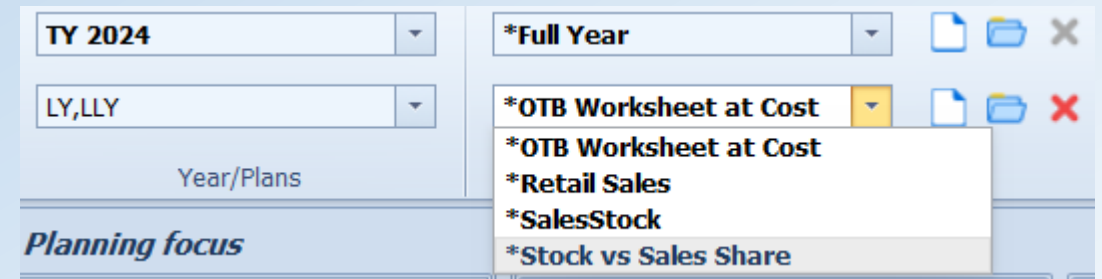 TY 2024
*Full Year
LY,LLY
*OTB Worksheet at Cost
*OTB Worksheet at Cost
*Retail Sales
*SalesStock
*Stock vs Sales Share
Year/Plans
Planning focus